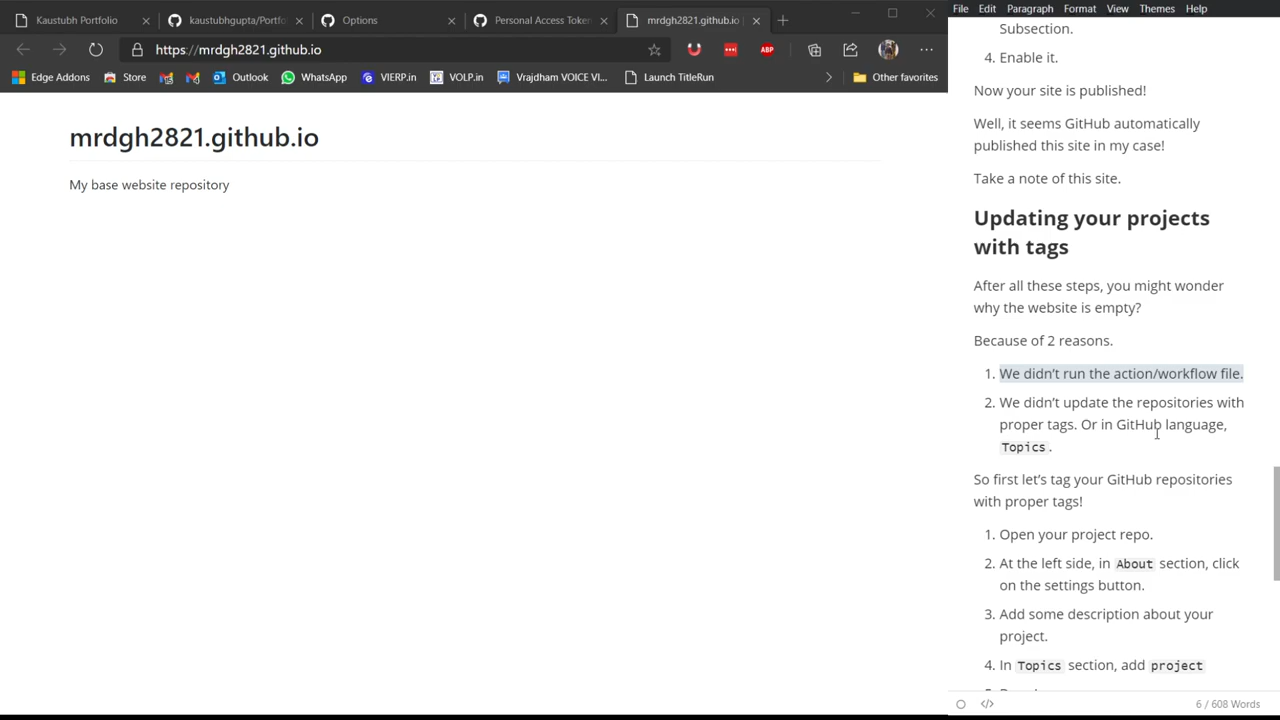 Kaustubh Portfolio
kaustubhgupta/Portfo
Options
Personal Access Token
mrdgh2821.github.io
https://mrdgh2821.github.io
ABP
Edge Addons
Store
Outlook
WhatsApp
VIERP.in
VOLP.in
Vrajdham VOICE VI...
Launch TitleRun
Other favorites
mrdgh2821.github.io
My base website repository
File Edit Paragraph Format View Themes Help
Subsection.
4. Enable it.
Now your site is published!
Well, it seems GitHub automatically
published this site in my case!
Take a note of this site.
Updating your projects
with tags
After all these steps, you might wonder
why the website is empty?
Because of 2 reasons.
1. We didn't run the action/workflow file.
2. We didn't update the repositories with
proper tags. Or in GitHub language,
Topics.
So first let's tag your GitHub repositories
with proper tags!
1. Open your project repo.
2. At the left side, in About section, click
on the settings button.
3. Add some description about your
project.
4. In Topics section, add project
6 / 608 Words